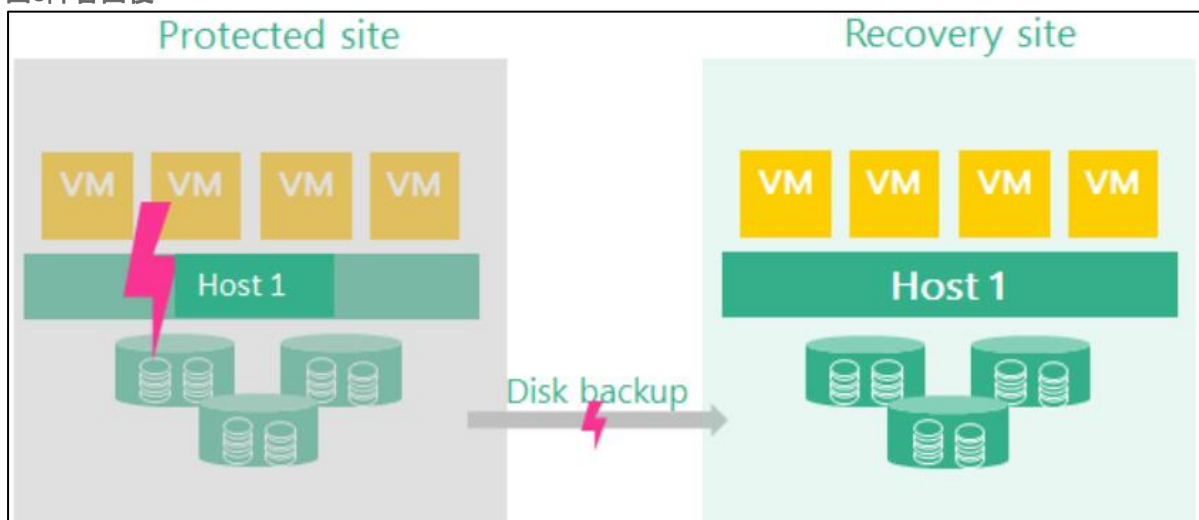 Protected site
Recovery site
VM VM VM VM
VM VM VM VM
Host 1
Host 1
Disk backup